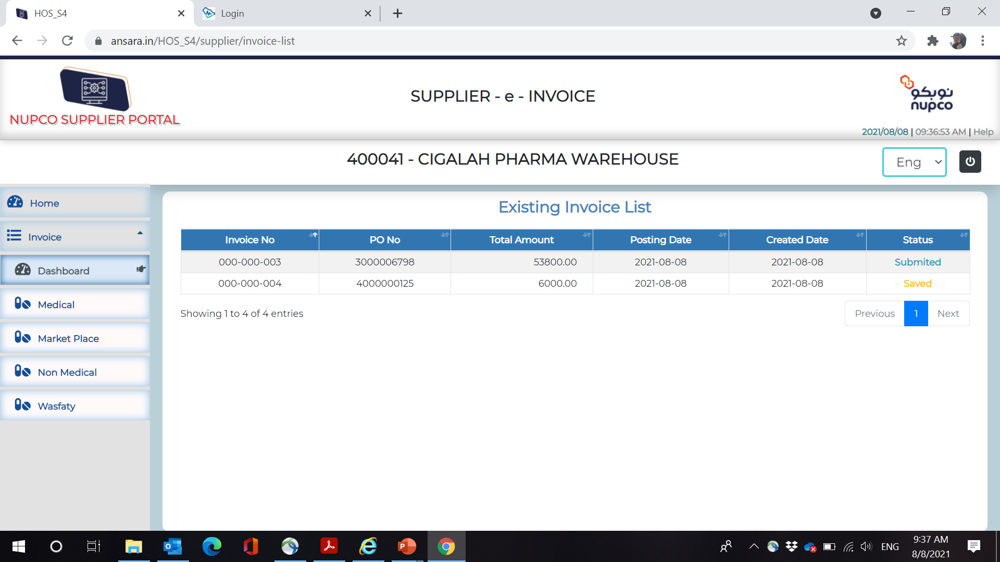 HOS_S4
Login
ansara.in/HOS_S4/supplier/invoice-list
NUPCO SUPPLIER PORTAL
SUPPLIER - e - INVOICE
نوبكو
nupco
2021/08/08 | 09:36:53 AM | Help
400041 - CIGALAH PHARMA WAREHOUSE
Eng
Home
Invoice
Dashboard
Medical
Market Place
Non Medical
Wasfaty
Existing Invoice List
Invoice No PO No Total Amount Posting Date Created Date Status
000-000-003 3000006798 53800.00 2021-08-08 2021-08-08 Submited
000-000-004 4000000125 6000.00 2021-08-08 2021-08-08 Saved
Showing 1 to 4 of 4 entries
Previous 1 Next
ENG
9:37 AM
8/8/2021